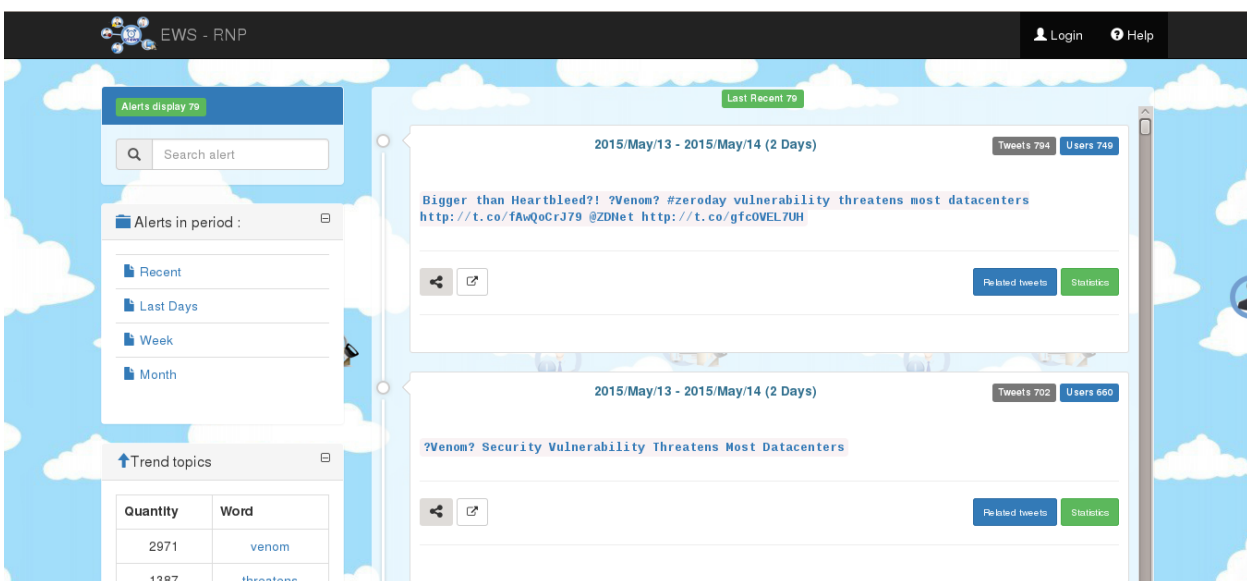 EWS - RNP
Login
Help
Alerts display 79
Search alert
Alerts in period :
Recent
Last Days
Week
Month
Trend topics
Quantity Word
2971 venom
1387 threatens
Last Recent 79
2015/May/13 - 2015/May/14 (2 Days)
Tweets 794
Users 749
Bigger than Heartbleed?! ?Venom? #zeroday vulnerability threatens most datacenters
http://t.co/fAwQoCrJ79 @ZDNet http://t.co/gfcOVEL7UH
Related tweets
Statistics
2015/May/13 - 2015/May/14 (2 Days)
Tweets 702
Users 660
?Venom? Security Vulnerability Threatens Most Datacenters
Related tweets
Statistics